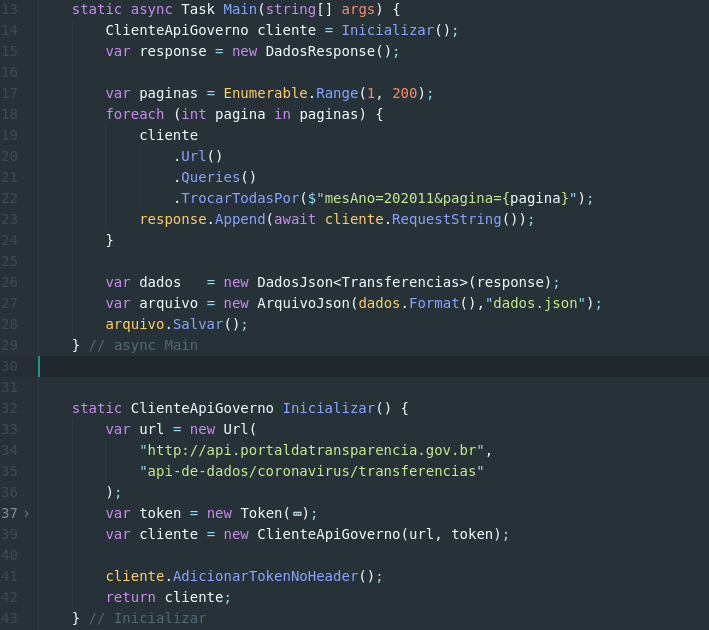 13    static async Task Main(string[] args) {
14        ClienteApiGoverno cliente = Inicializar();
15        var response = new DadosResponse();
16
17        var paginas = Enumerable.Range(1, 200);
18        foreach (int pagina in paginas) {
19            cliente
20                .Url()
21                .Queries()
22                .TrocarTodasPor($"mesAno=202011&pagina={pagina}");
23            response.Append(await cliente.RequestString());
24        }
25
26        var dados   = new DadosJson<Transferencias>(response);
27        var arquivo = new ArquivoJson(dados.Format(),"dados.json");
28        arquivo.Salvar();
29    } // async Main
30
31
32    static ClienteApiGoverno Inicializar() {
33        var url = new Url(
34            "http://api.portaldatransparencia.gov.br",
35            "api-de-dados/coronavirus/transferencias"
36        );
37 >      var token = new Token(⋯);
39        var cliente = new ClienteApiGoverno(url, token);
40
41        cliente.AdicionarTokenNoHeader();
42        return cliente;
43    } // Inicializar